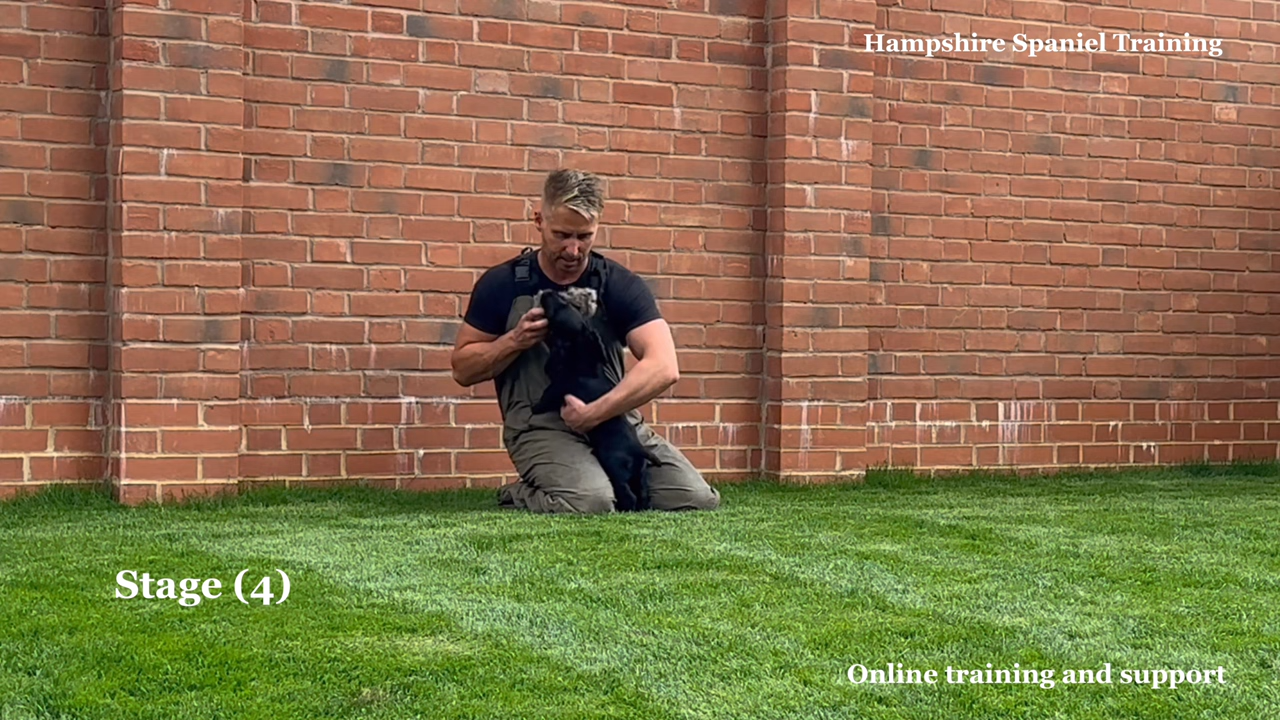 Hampshire Spaniel Training
Stage (4)
Online training and support